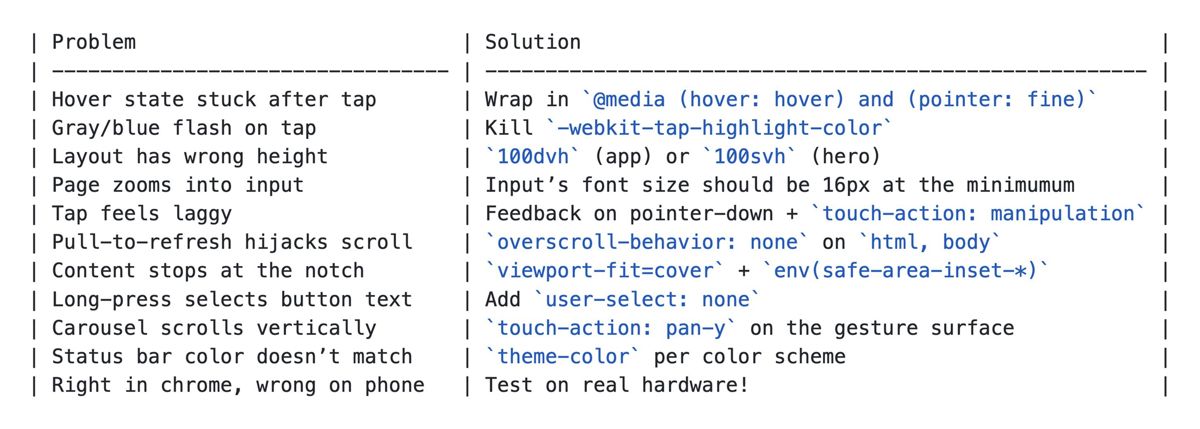 | Problem                           | Solution                                                |
| --------------------------------- | ------------------------------------------------------- |
| Hover state stuck after tap       | Wrap in `@media (hover: hover) and (pointer: fine)`     |
| Gray/blue flash on tap            | Kill `-webkit-tap-highlight-color`                      |
| Layout has wrong height           | `100dvh` (app) or `100svh` (hero)                       |
| Page zooms into input             | Input’s font size should be 16px at the minimumum       |
| Tap feels laggy                   | Feedback on pointer-down + `touch-action: manipulation` |
| Pull-to-refresh hijacks scroll    | `overscroll-behavior: none` on `html, body`             |
| Content stops at the notch        | `viewport-fit=cover` + `env(safe-area-inset-*)`         |
| Long-press selects button text    | Add `user-select: none`                                 |
| Carousel scrolls vertically       | `touch-action: pan-y` on the gesture surface            |
| Status bar color doesn’t match    | `theme-color` per color scheme                          |
| Right in chrome, wrong on phone   | Test on real hardware!                                  |